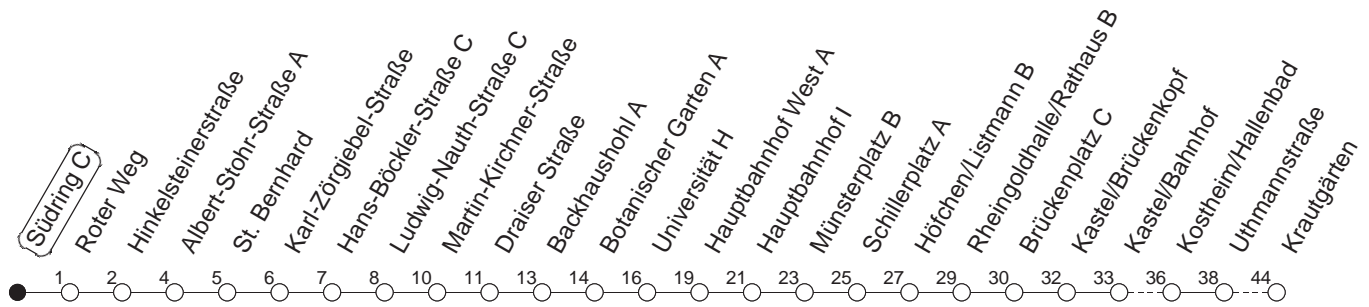 Südring C
Roter Weg
Hinkelsteinerstraße
Albert-Stohr-Straße A
St. Bernhard
Karl-Zörgiebel-Straße
Hans-Böckler-Straße C
Ludwig-Nauth-Straße C
Martin-Kirchner-Straße
Draiser Straße
Backhaushohl A
Botanischer Garten A
Universität H
Hauptbahnhof West A
Hauptbahnhof I
Münsterplatz B
Schillerplatz A
Höfchen/Listmann B
Rheingoldhalle/Rathaus B
Brückenplatz C
Kastel/Brückenkopf
Kastel/Bahnhof
Kostheim/Hallenbad
Uthmannstraße
Krautgärten
1 2 4 5 6 7 8 10 11 13 14 16 19 21 23 25 27 29 30 32 33 36 38 44